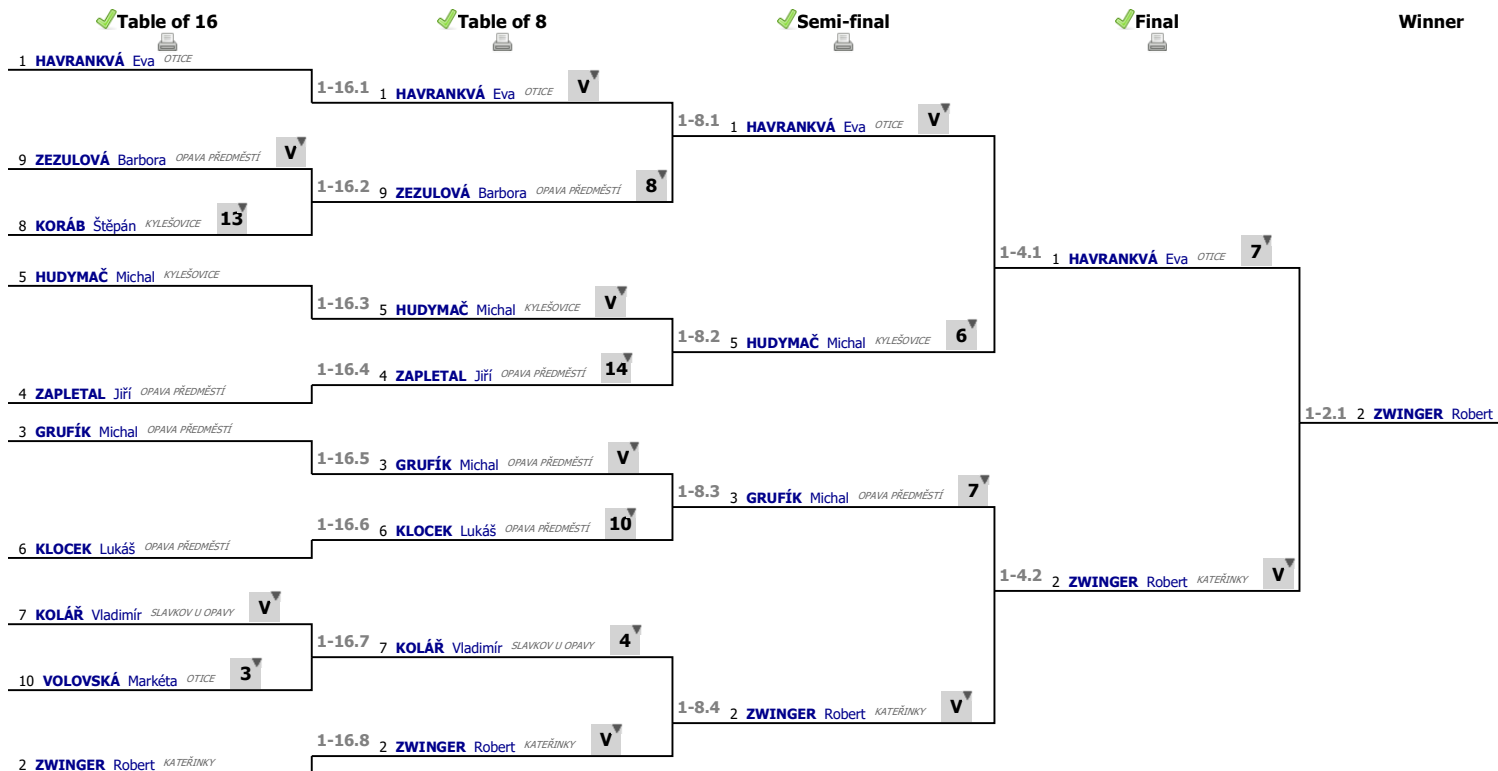 Table of 16
Table of 8
Semi-final
Final
Winner
1 HAVRANKVÁ Eva OTICE
9 ZEZULOVÁ Barbora OPAVA PŘEDMĚSTÍ V
8 KORÁB Štěpán KYLEŠOVICE 13
5 HUDYMAČ Michal KYLEŠOVICE
4 ZAPLETAL Jiří OPAVA PŘEDMĚSTÍ
3 GRUFÍK Michal OPAVA PŘEDMĚSTÍ
6 KLOCEK Lukáš OPAVA PŘEDMĚSTÍ
7 KOLÁŘ Vladimír SLAVKOV U OPAVY V
10 VOLOVSKÁ Markéta OTICE 3
2 ZWINGER Robert KATEŘINKY
1-16.1 1 HAVRANKVÁ Eva OTICE V
1-16.2 9 ZEZULOVÁ Barbora OPAVA PŘEDMĚSTÍ 8
1-16.3 5 HUDYMAČ Michal KYLEŠOVICE V
1-16.4 4 ZAPLETAL Jiří OPAVA PŘEDMĚSTÍ 14
1-16.5 3 GRUFÍK Michal OPAVA PŘEDMĚSTÍ V
1-16.6 6 KLOCEK Lukáš OPAVA PŘEDMĚSTÍ 10
1-16.7 7 KOLÁŘ Vladimír SLAVKOV U OPAVY 4
1-16.8 2 ZWINGER Robert KATEŘINKY V
1-8.1 1 HAVRANKVÁ Eva OTICE V
1-8.2 5 HUDYMAČ Michal KYLEŠOVICE 6
1-8.3 3 GRUFÍK Michal OPAVA PŘEDMĚSTÍ 7
1-8.4 2 ZWINGER Robert KATEŘINKY V
1-4.1 1 HAVRANKVÁ Eva OTICE 7
1-4.2 2 ZWINGER Robert KATEŘINKY V
1-2.1 2 ZWINGER Robert